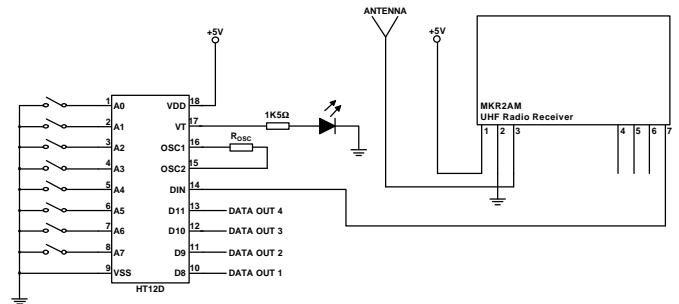 ANTENNA
+5V
+5V
MKR2AM
UHF Radio Receiver
1 2 3 4 5 6 7
1 A0 VDD 18
2 A1 VT 17 1K5Ω
3 A2 OSC1 16 ROSC
4 A3 OSC2 15
5 A4 DIN 14
6 A5 D11 13 DATA OUT 4
7 A6 D10 12 DATA OUT 3
8 A7 D9 11 DATA OUT 2
9 VSS D8 10 DATA OUT 1
HT12D